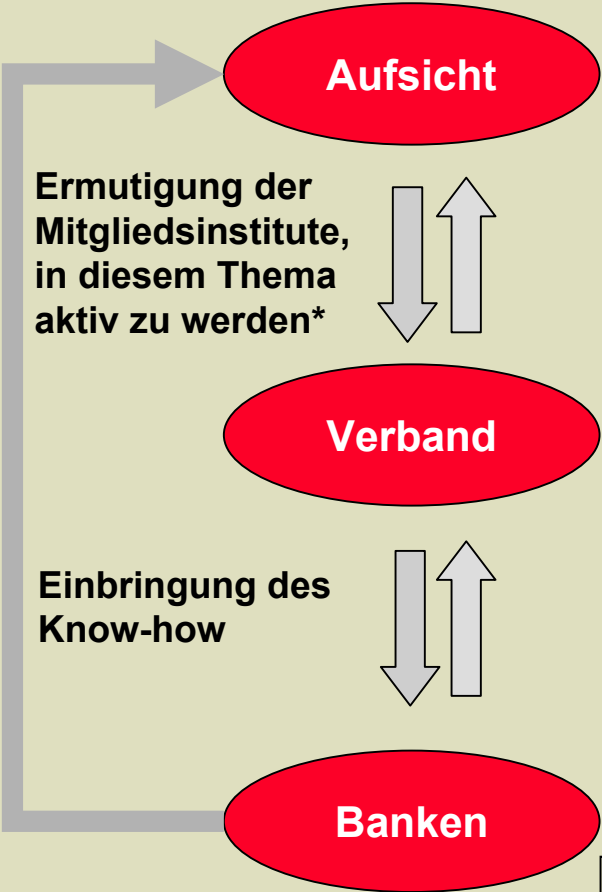 Aufsicht
Ermutigung der
Mitgliedsinstitute,
in diesem Thema
aktiv zu werden*
Verband
Einbringung des
Know-how
Banken